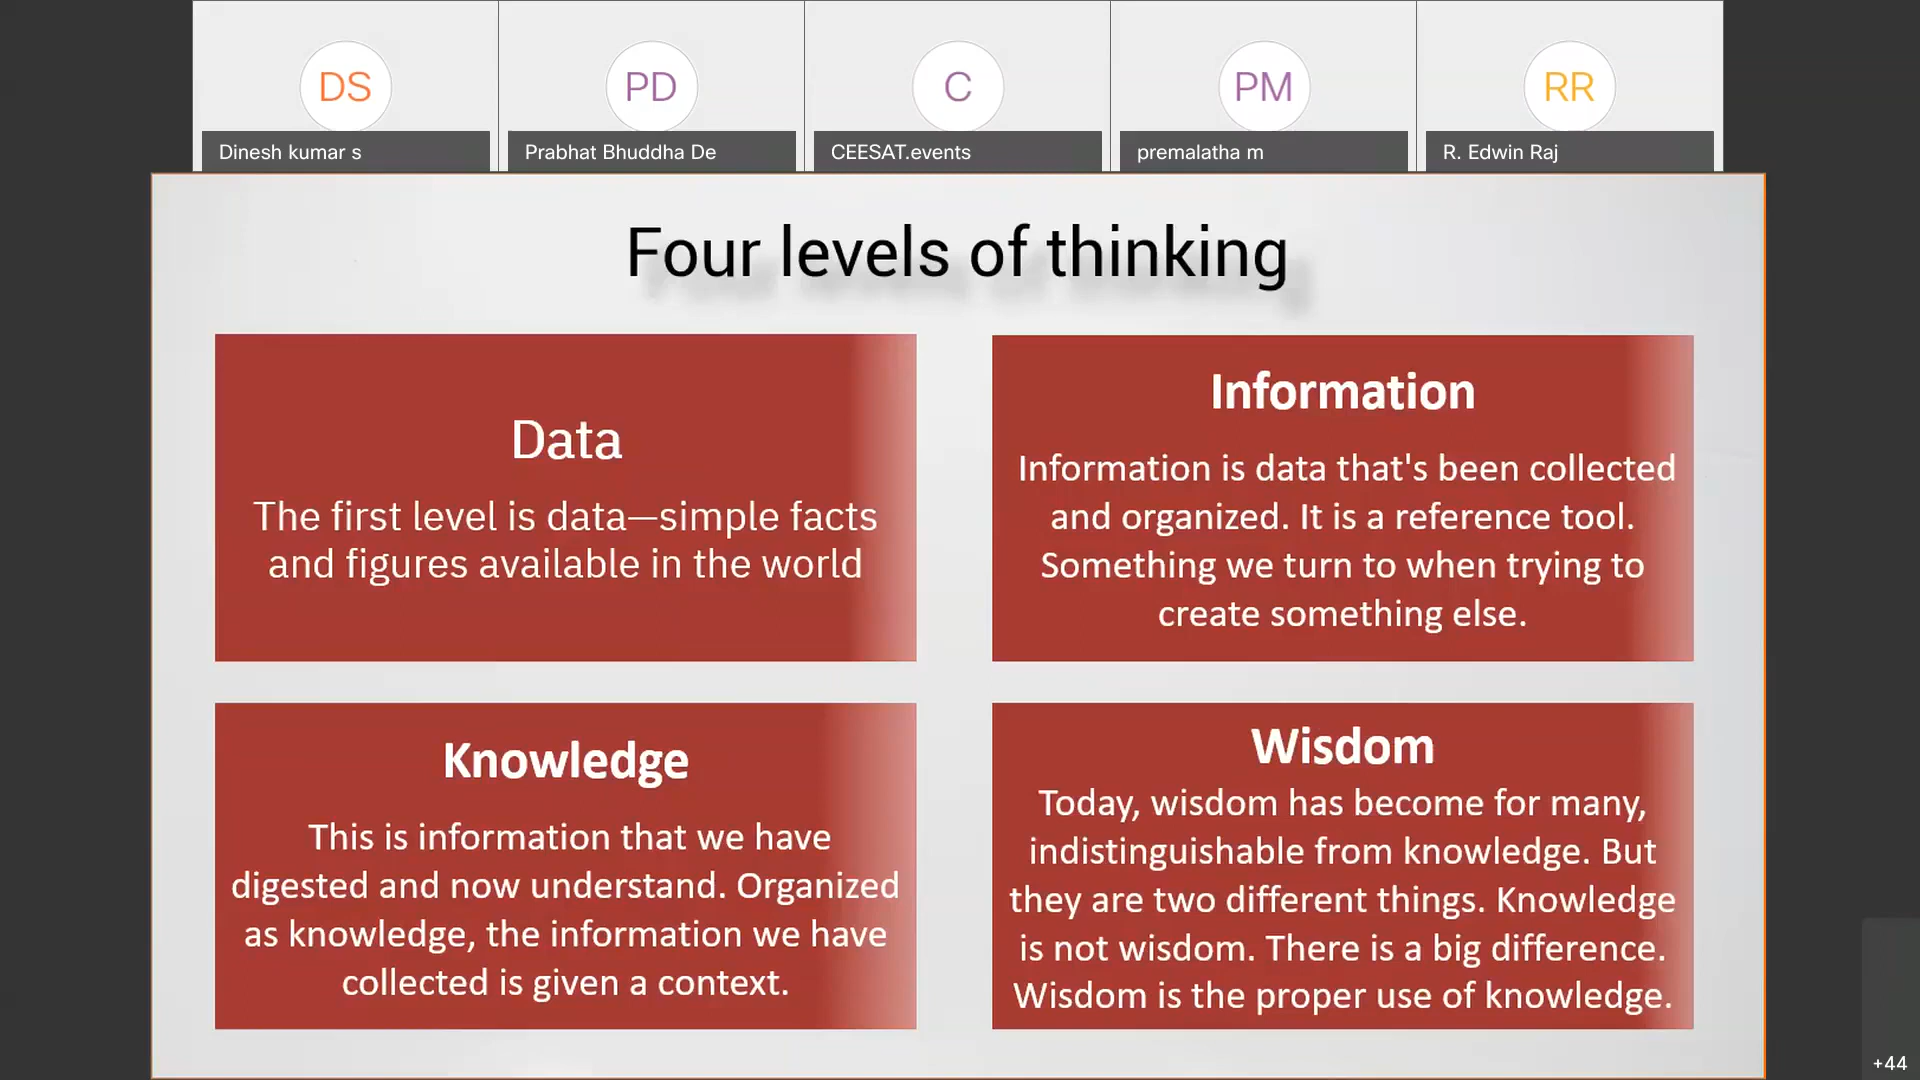 DS
PD
C
PM
RR
Dinesh kumar s
Prabhat Bhuddha De
CEESAT.events
premalatha m
R. Edwin Raj
Four levels of thinking
Data
The first level is data—simple facts
and figures available in the world
Information
Information is data that's been collected
and organized. It is a reference tool.
Something we turn to when trying to
create something else.
Knowledge
This is information that we have
digested and now understand. Organized
as knowledge, the information we have
collected is given a context.
Wisdom
Today, wisdom has become for many,
indistinguishable from knowledge. But
they are two different things. Knowledge
is not wisdom. There is a big difference.
Wisdom is the proper use of knowledge.
+44